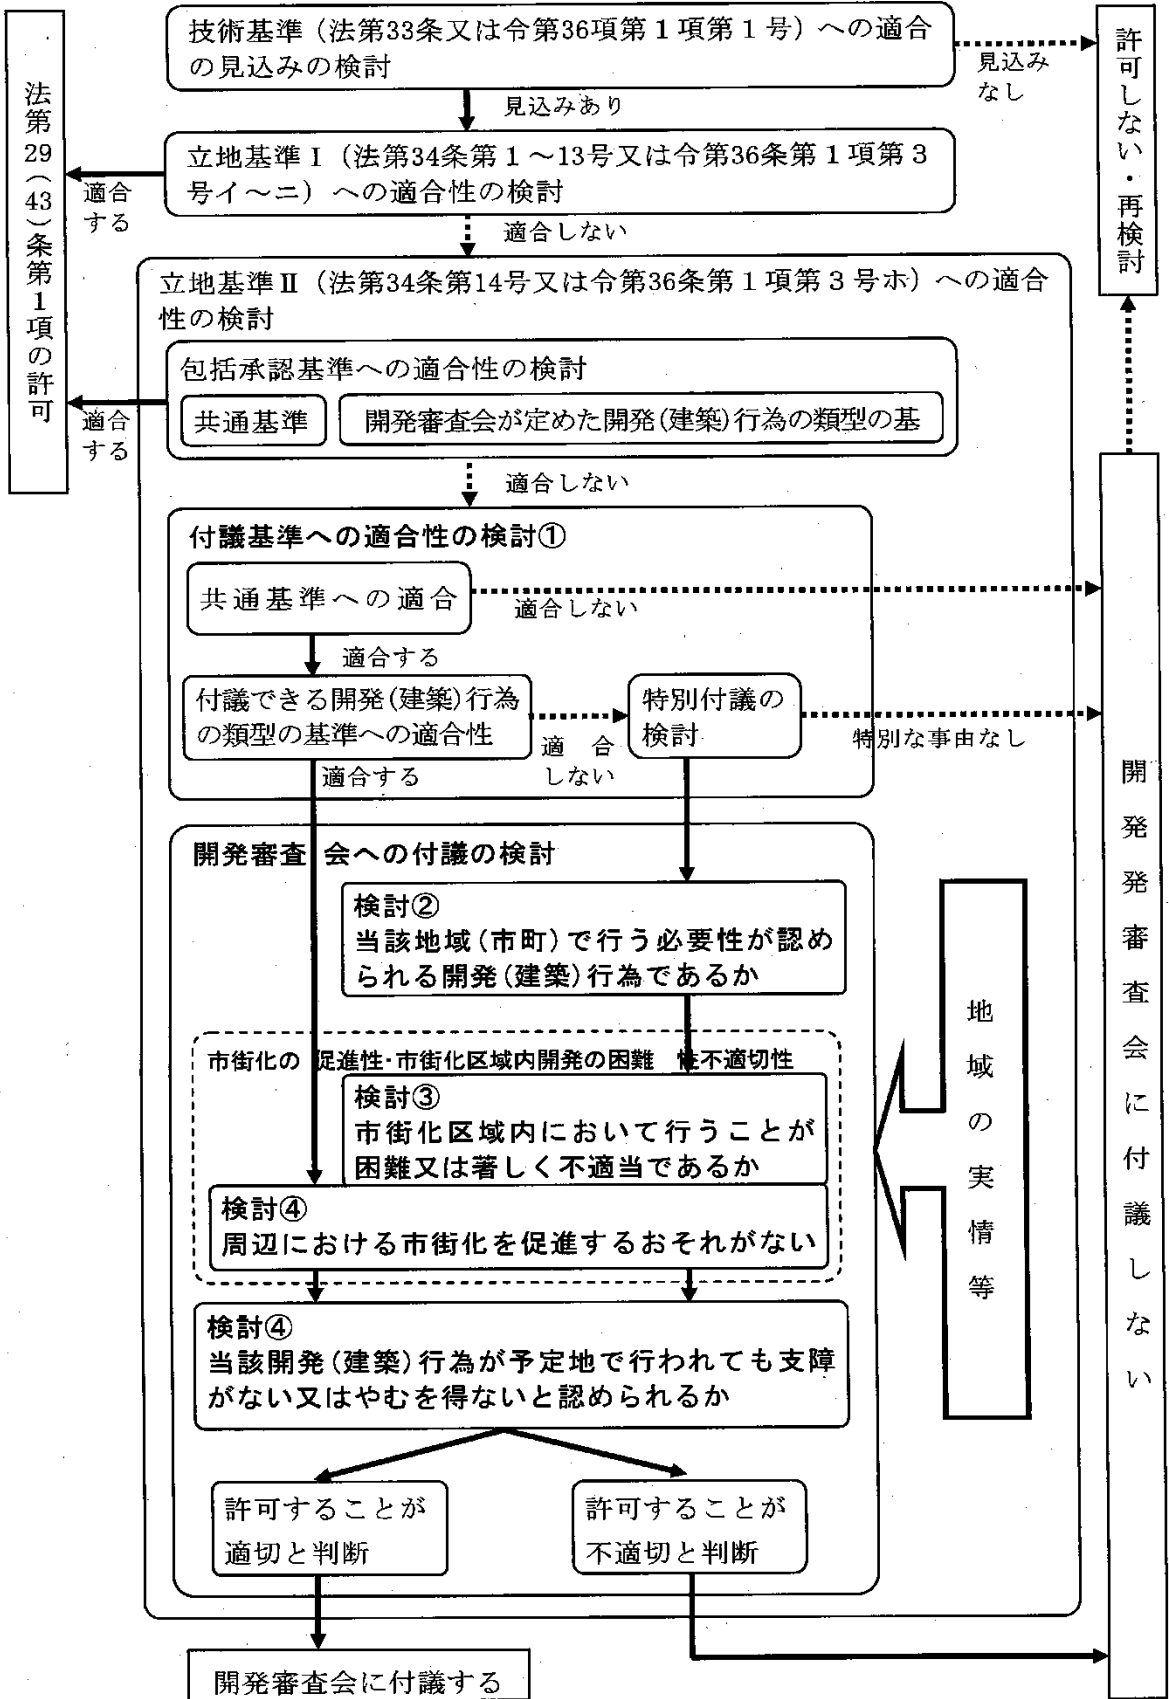 技術基準（法第33条又は令第36項第１項第１号）への適合
の見込みの検討
見込み
なし
許可しない・再検討
見込みあり
法第29（43）条第１項の許可
立地基準Ⅰ（法第34条第１～13号又は令第36条第１項第３
号イ～ニ）への適合性の検討
適合
する
適合しない
立地基準Ⅱ（法第34条第14号又は令第36条第１項第３号ホ）への適合
性の検討
包括承認基準への適合性の検討
共通基準
開発審査会が定めた開発(建築)行為の類型の基
適合
する
適合しない
付議基準への適合性の検討①
共通基準への適合
適合しない
適合する
付議できる開発(建築)行為
の類型の基準への適合性
適合
しない
特別付議の
検討
特別な事由なし
適合する
開発審査会への付議の検討
検討②
当該地域(市町)で行う必要性が認め
られる開発(建築)行為であるか
市街化の促進性・市街化区域内開発の困難性不適切性
検討③
市街化区域内において行うことが
困難又は著しく不適当であるか
検討④
周辺における市街化を促進するおそれがない
検討④
当該開発(建築)行為が予定地で行われても支障
がない又はやむを得ないと認められるか
地域の実情等
許可することが
適切と判断
許可することが
不適切と判断
開発発審査会に付議しない
開発審査会に付議する